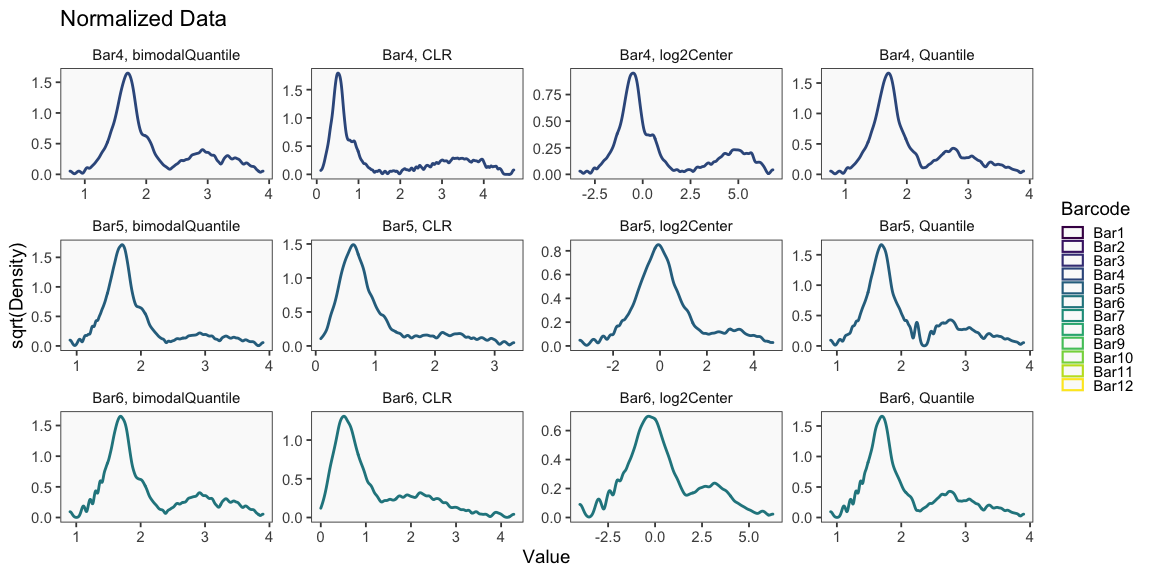 Normalized Data
Bar4, bimodalQuantile
Bar4, CLR
Bar4, log2Center
Bar4, Quantile
1.5
1.0
0.5
0.0
1 2 3 4
1.5
1.0
0.5
0.0
0 1 2 3 4
0.75
0.50
0.25
0.00
-2.5 0.0 2.5 5.0
1.5
1.0
0.5
0.0
1 2 3 4
Bar5, bimodalQuantile
Bar5, CLR
Bar5, log2Center
Bar5, Quantile
1.5
1.0
0.5
0.0
1 2 3 4
1.5
1.0
0.5
0.0
0 1 2 3
0.8
0.6
0.4
0.2
0.0
-2 0 2 4
1.5
1.0
0.5
0.0
1 2 3 4
Bar6, bimodalQuantile
Bar6, CLR
Bar6, log2Center
Bar6, Quantile
1.5
1.0
0.5
0.0
1 2 3 4
1.0
0.5
0.0
0 1 2 3 4
0.6
0.4
0.2
0.0
-2.5 0.0 2.5 5.0
1.5
1.0
0.5
0.0
1 2 3 4
sqrt(Density)
Value
Barcode
Bar1
Bar2
Bar3
Bar4
Bar5
Bar6
Bar7
Bar8
Bar9
Bar10
Bar11
Bar12